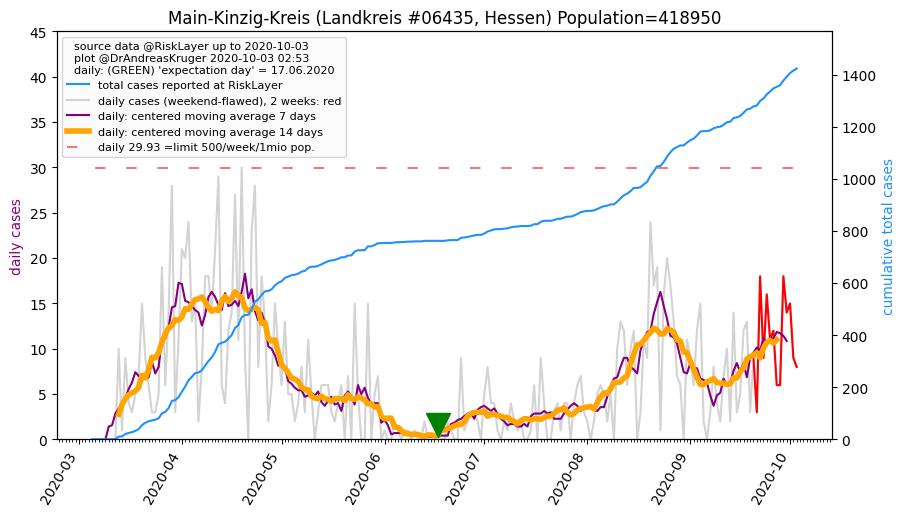 Main-Kinzig-Kreis (Landkreis #06435, Hessen) Population=418950
source data @RiskLayer up to 2020-10-03
plot @DrAndreasKruger 2020-10-03 02:53
daily: (GREEN) 'expectation day' = 17.06.2020
total cases reported at RiskLayer
daily cases (weekend-flawed), 2 weeks: red
daily: centered moving average 7 days
daily: centered moving average 14 days
daily 29.93 =limit 500/week/1mio pop.
daily cases
45
40
35
30
25
20
15
10
5
0
1400
1200
1000
800
600
400
200
0
cumulative total cases
2020-03
2020-04
2020-05
2020-06
2020-07
2020-08
2020-09
2020-10